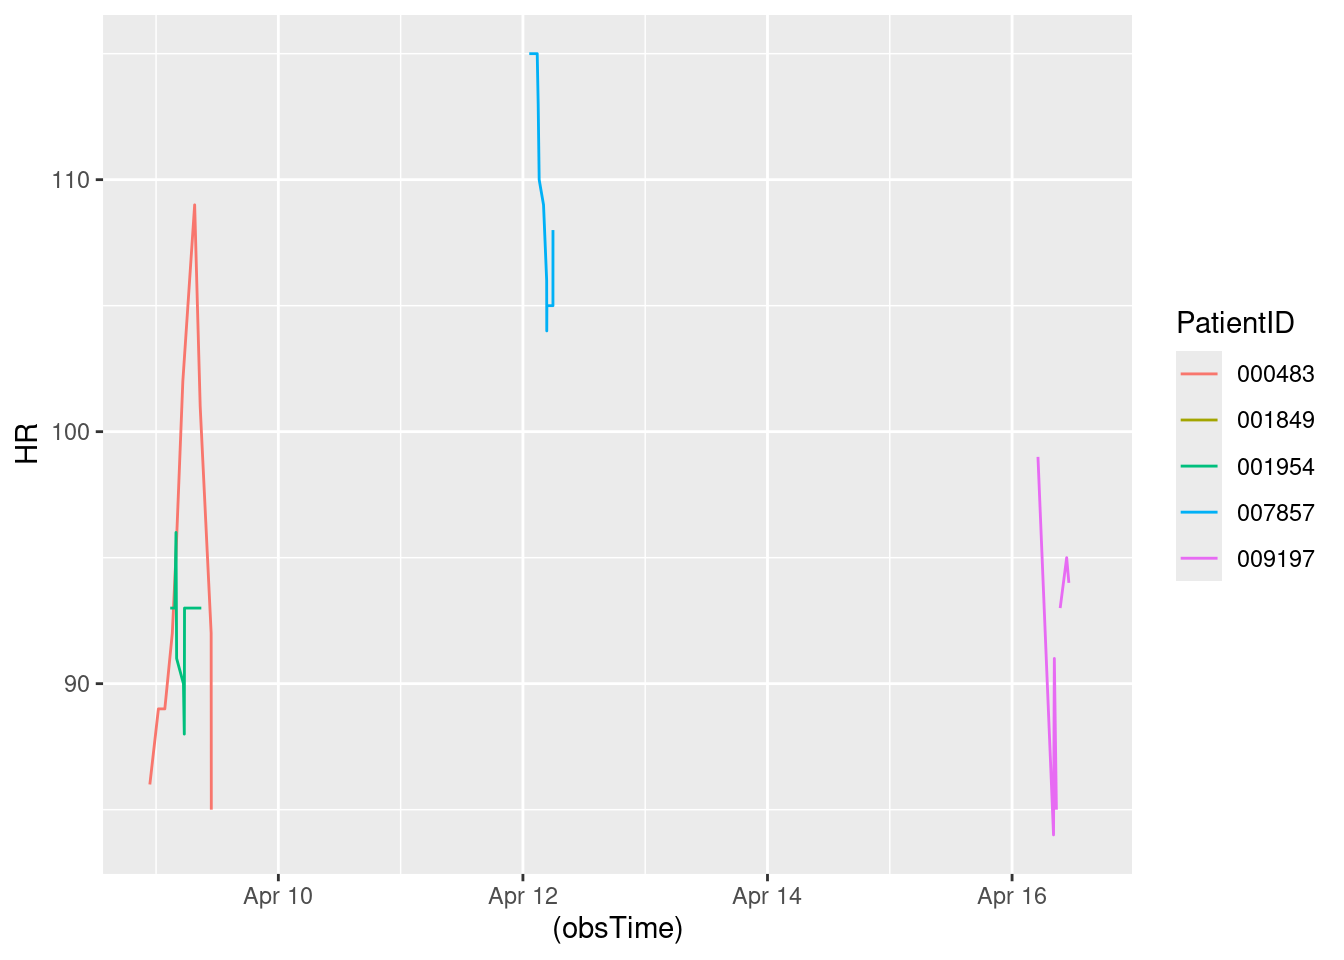 110
100
90
HR
Apr 10
Apr 12
Apr 14
Apr 16
(obsTime)
PatientID
000483
001849
001954
007857
009197